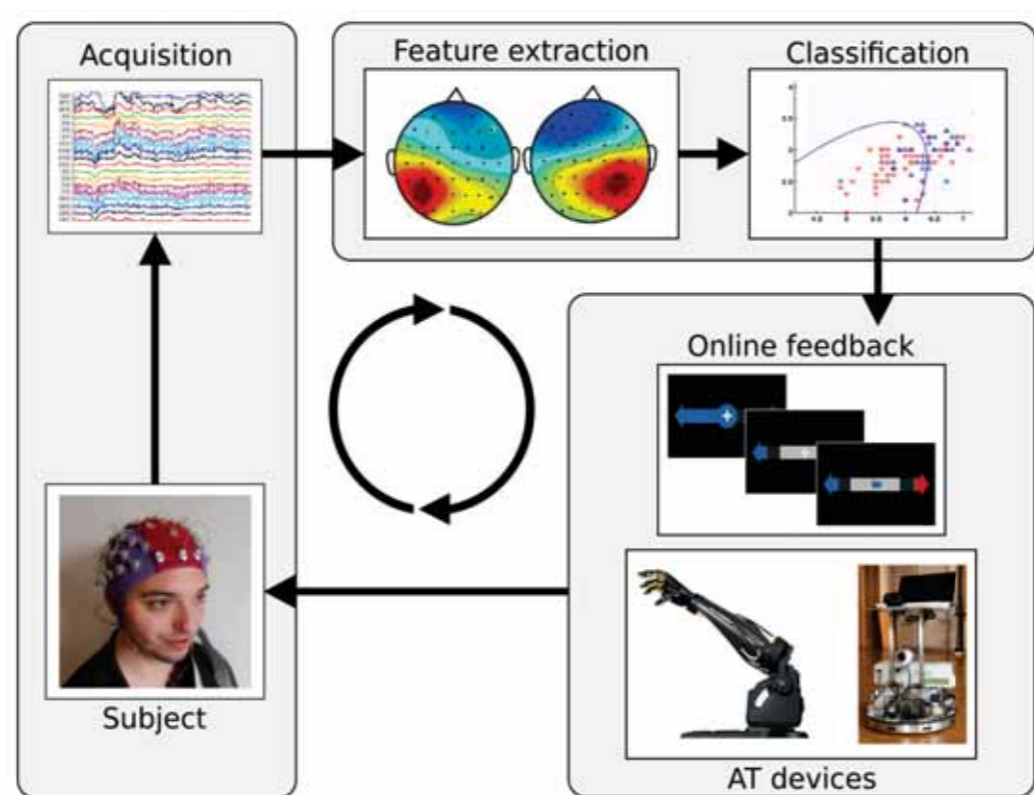 Acquisition
Feature extraction
Classification
Online feedback
Subject
AT devices